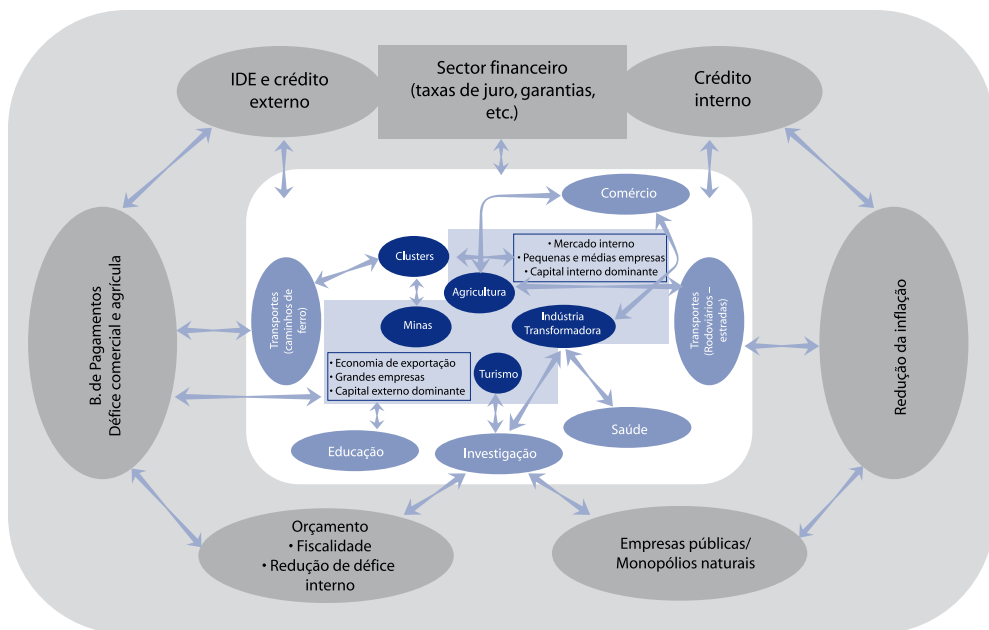 IDE e crédito
externo
Sector financeiro
(taxas de juro, garantias,
etc.)
Crédito
interno
Comércio
• Mercado interno
• Pequenas e médias empresas
• Capital interno dominante
Clusters
Agricultura
Transportes
(caminhos de
ferro)
Minas
Indústria
Transformadora
Transportes
(Rodoviários –
estradas)
B. de Pagamentos
Défice comercial e agrícula
Redução da inflação
• Economia de exportação
• Grandes empresas
• Capital externo dominante
Turismo
Educação
Investigação
Saúde
Orçamento
• Fiscalidade
• Redução de défice
interno
Empresas públicas/
Monopólios naturais